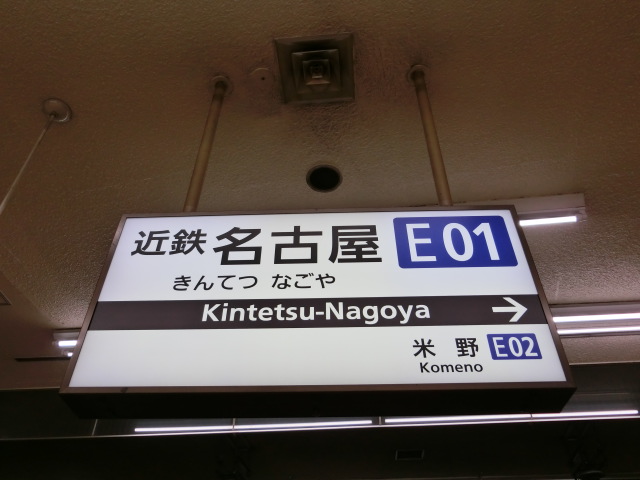 近鉄名古屋 E01
きんてつ なごや
Kintetsu-Nagoya →
米野 E02
Komeno